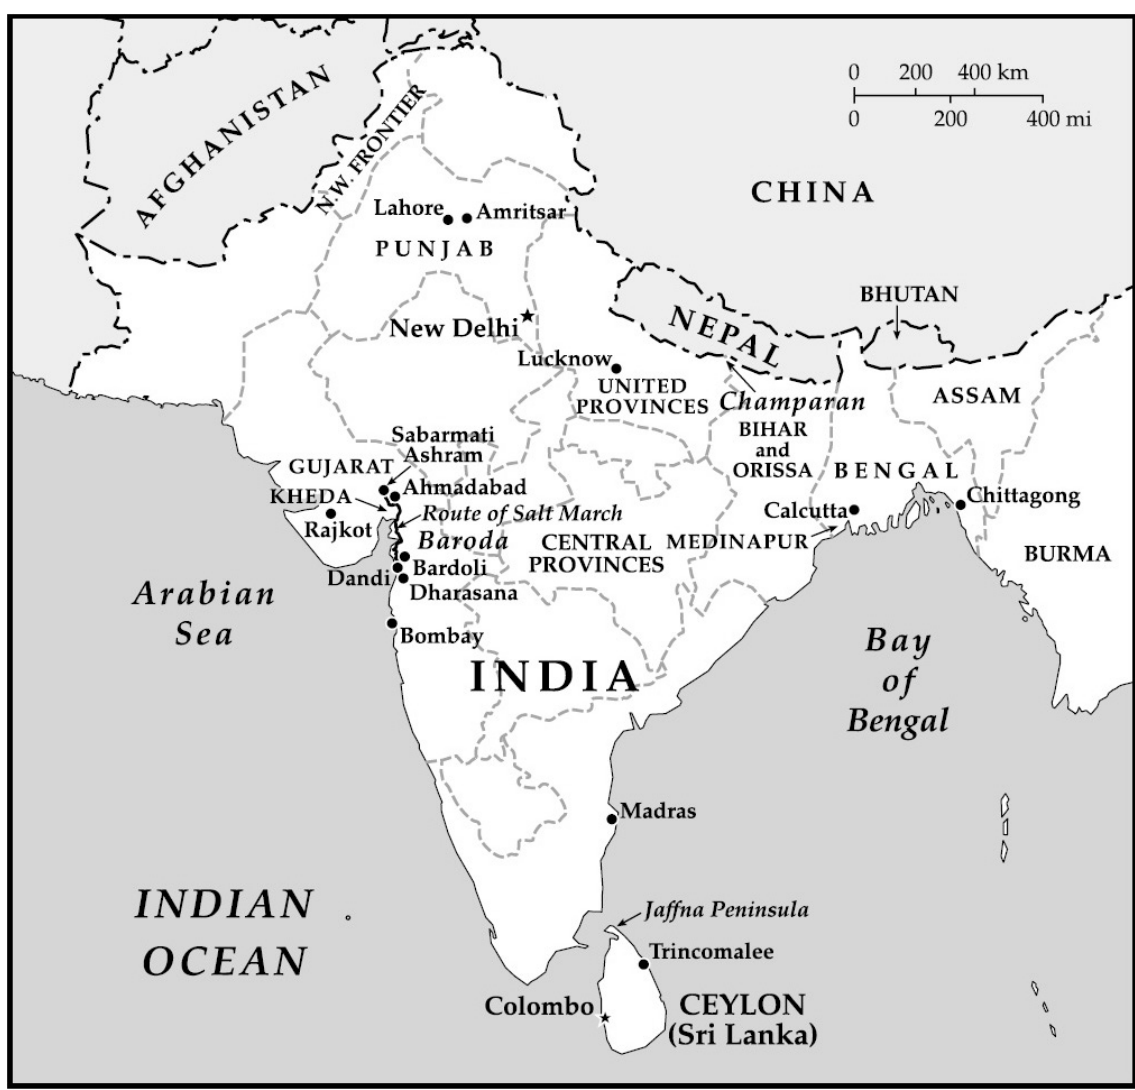 0 200 400 km
0 200 400 mi
AFGHANISTAN
N.W. FRONTIER
CHINA
Lahore
Amritsar
PUNJAB
BHUTAN
NEPAL
New Delhi
Lucknow
UNITED
PROVINCES
Champaran
ASSAM
BIHAR
and
ORISSA
BENGAL
Sabarmati
Ashram
GUJARAT
Ahmadabad
KHEDA
Rajkot
Route of Salt March
Baroda
Calcutta
Chittagong
CENTRAL
PROVINCES
MEDINAPUR
BURMA
Bardoli
Dandi
Dharasana
Arabian
Sea
Bombay
INDIA
Bay
of
Bengal
Madras
INDIAN
OCEAN
Jaffna Peninsula
Trincomalee
Colombo
CEYLON
(Sri Lanka)